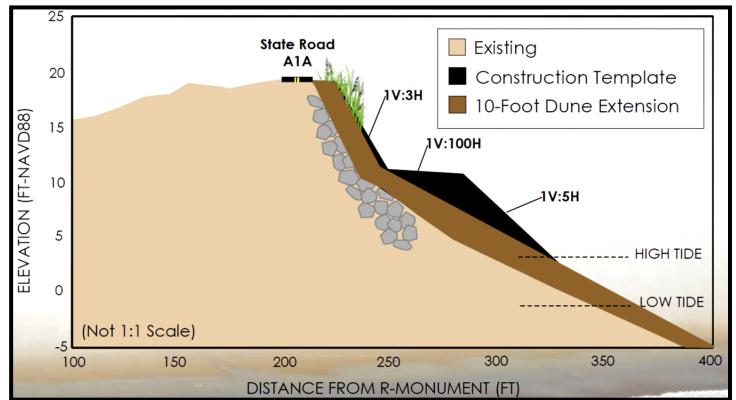 25
20
15
10
5
0
-5
ELEVATION (FT-NAVD88)
State Road
A1A
Existing
Construction Template
10-Foot Dune Extension
1V:3H
1V:100H
1V:5H
HIGH TIDE
LOW TIDE
(Not 1:1 Scale)
100 150 200 250 300 350 400
DISTANCE FROM R-MONUMENT (FT)